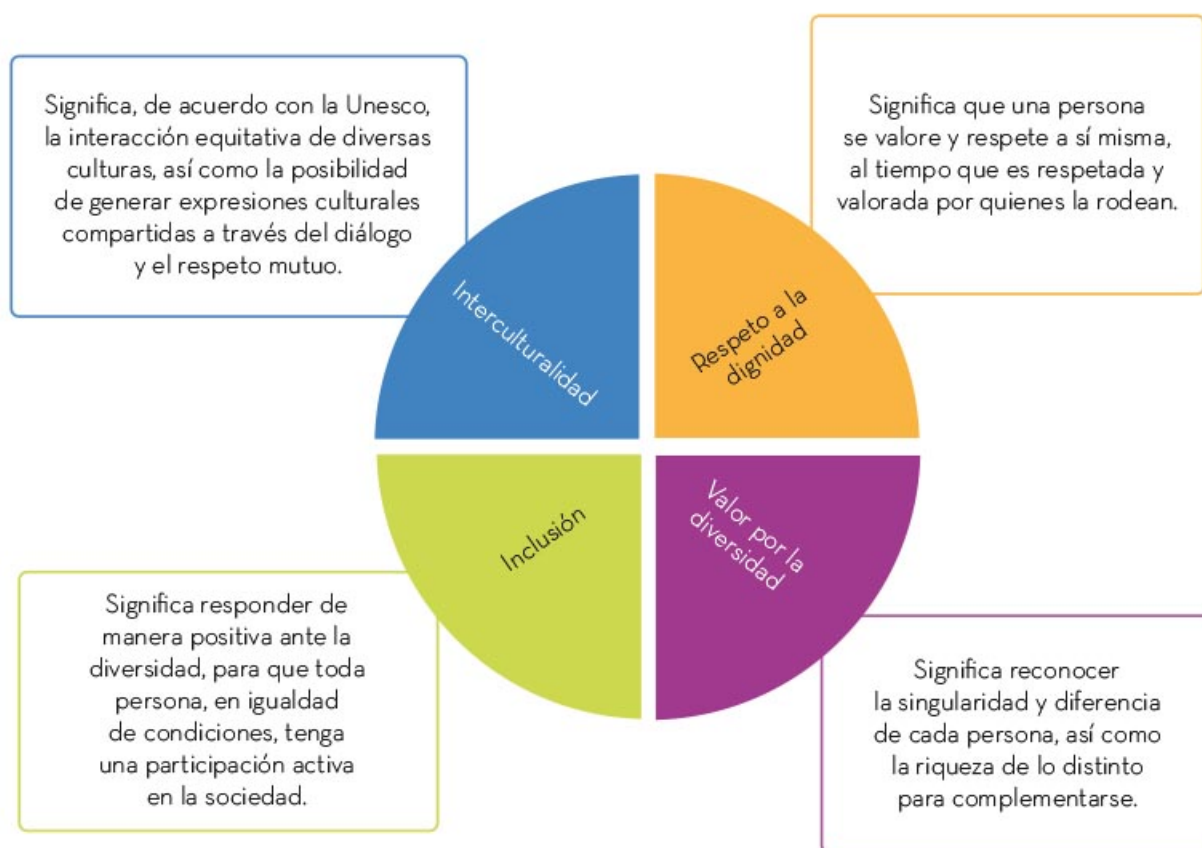 Significa, de acuerdo con la Unesco,
la interacción equitativa de diversas
culturas, así como la posibilidad
de generar expresiones culturales
compartidas a través del diálogo
y el respeto mutuo.
Significa que una persona
se valore y respete a sí misma,
al tiempo que es respetada y
valorada por quienes la rodean.
Interculturalidad
Respeto a la
dignidad
Inclusión
Valor por la
diversidad
Significa responder de
manera positiva ante la
diversidad, para que toda
persona, en igualdad
de condiciones, tenga
una participación activa
en la sociedad.
Significa reconocer
la singularidad y diferencia
de cada persona, así como
la riqueza de lo distinto
para complementarse.